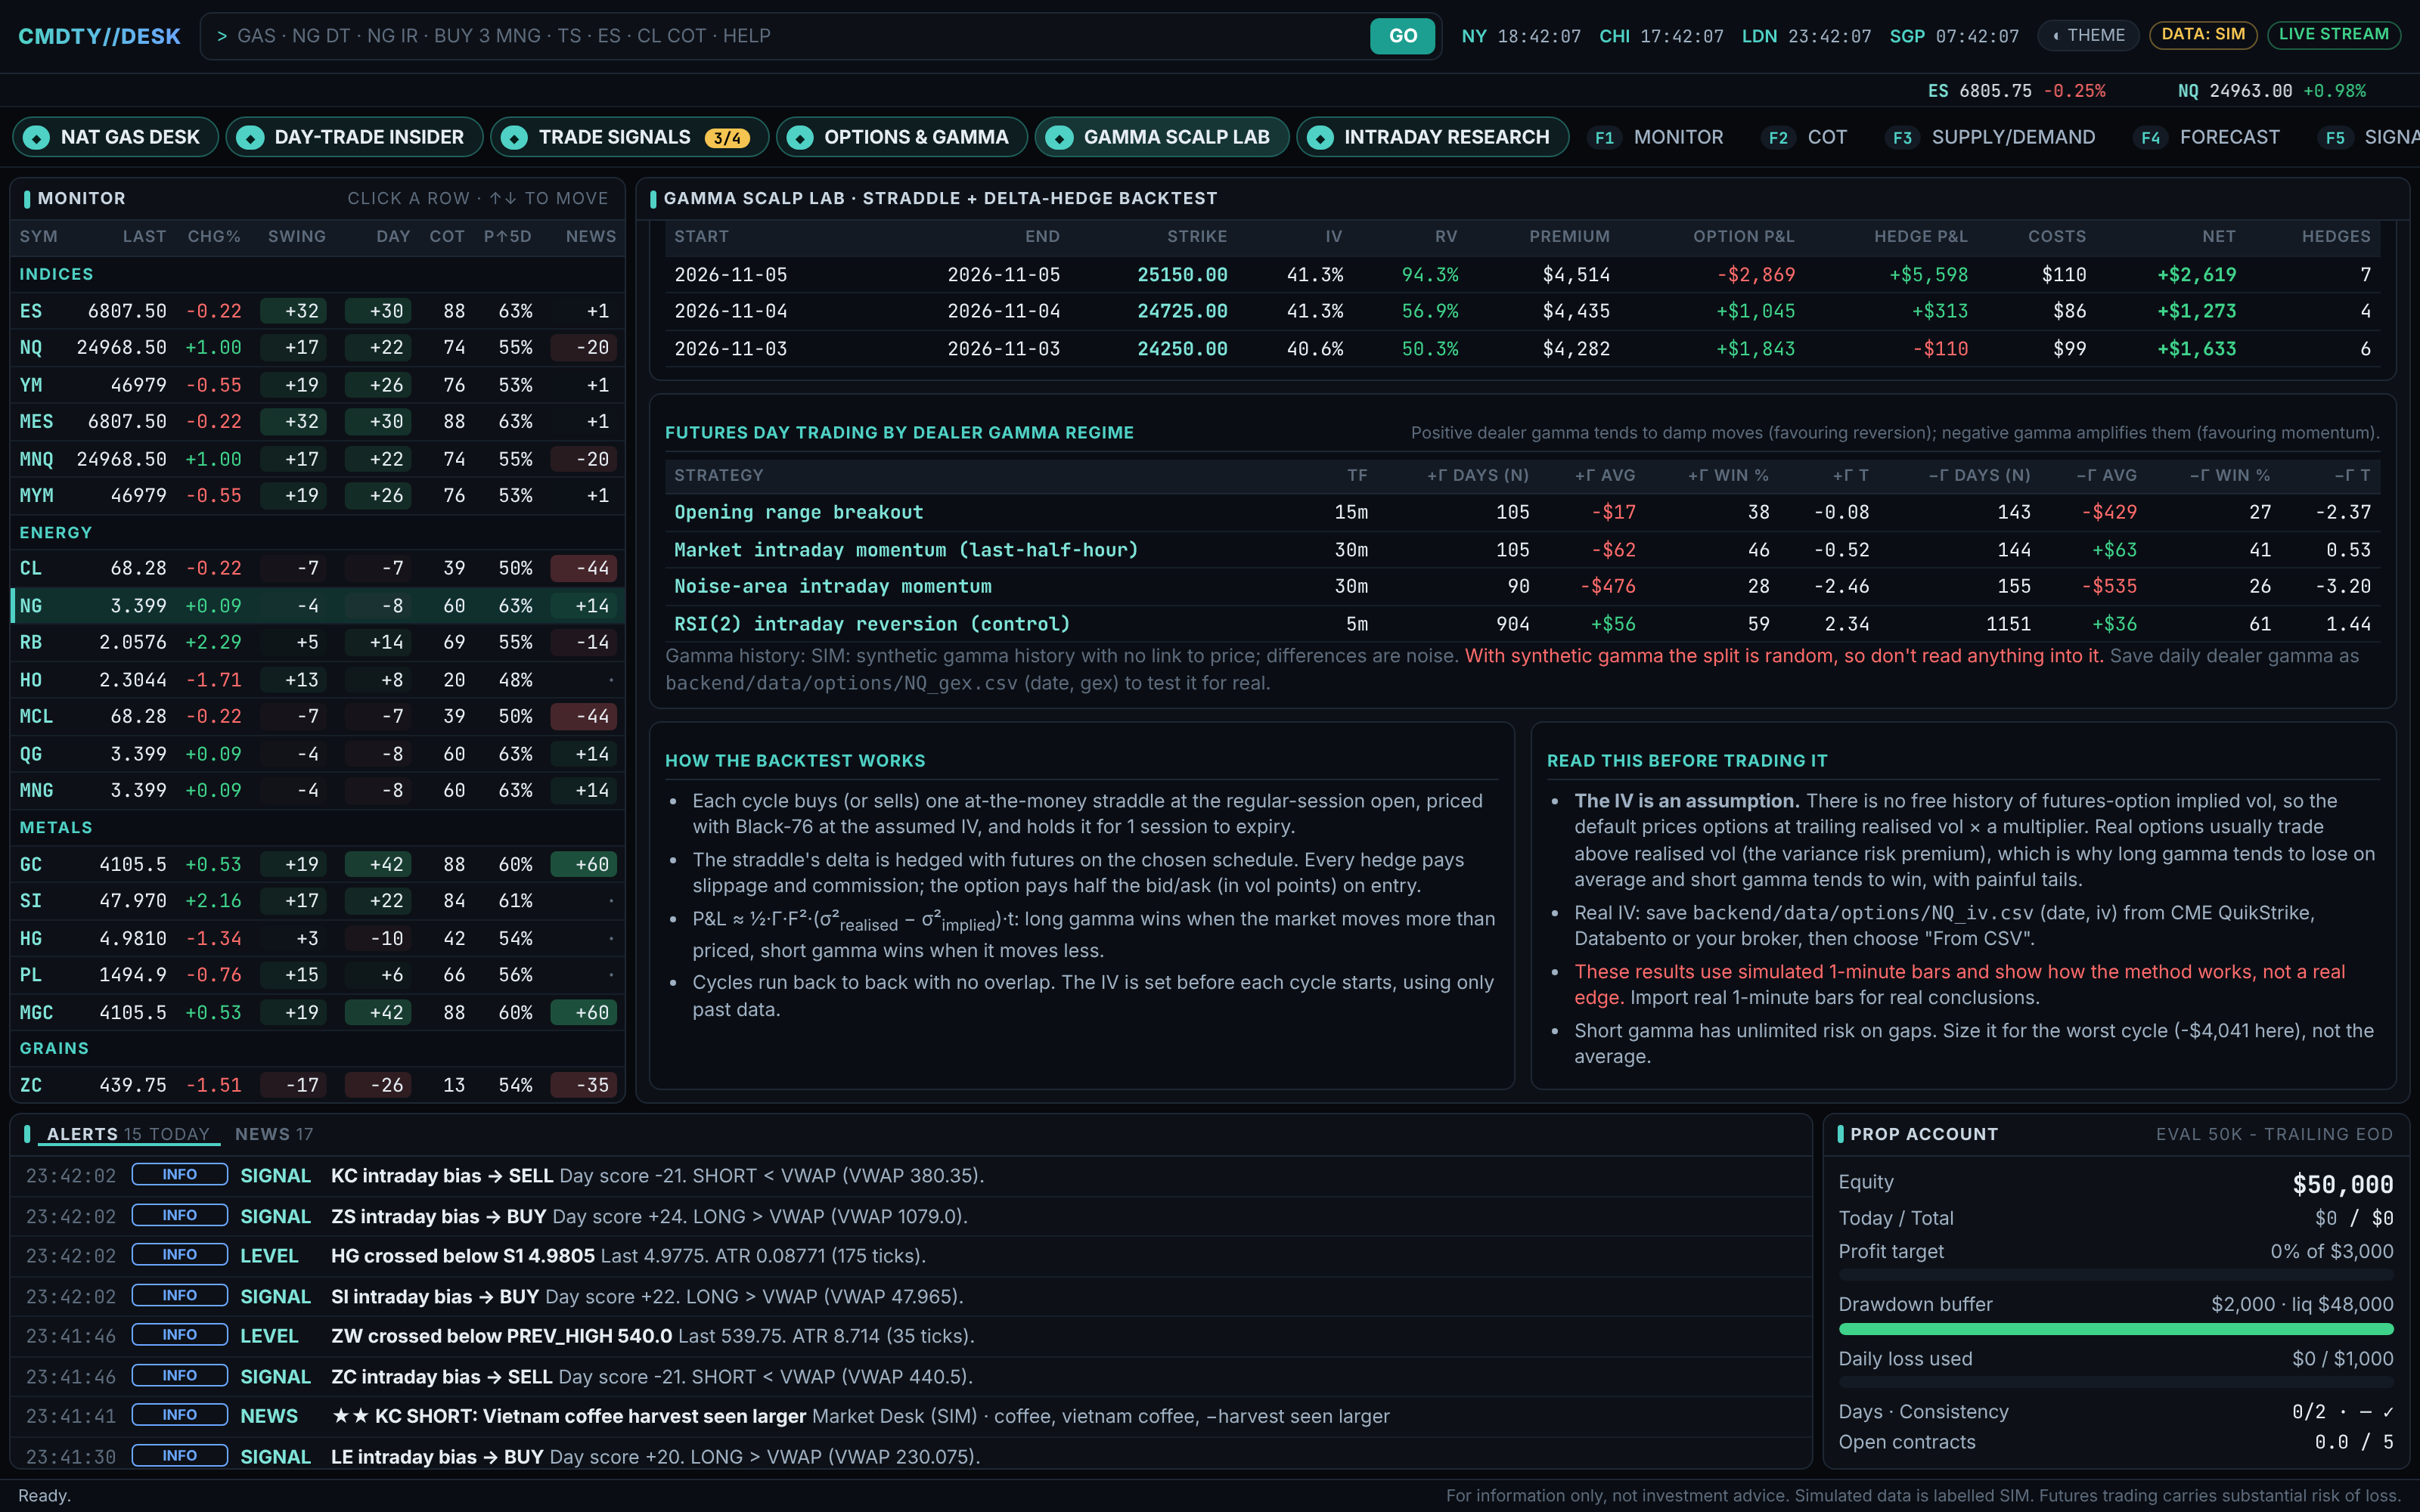 CMDTY//DESK
> GAS · NG DT · NG IR · BUY 3 MNG · TS · ES · CL COT · HELP
GO
NY 18:42:07 CHI 17:42:07 LDN 23:42:07 SGP 07:42:07
THEME
DATA: SIM
LIVE STREAM
ES 6805.75 -0.25% NQ 24963.00 +0.98%
NAT GAS DESK
DAY-TRADE INSIDER
TRADE SIGNALS 3/4
OPTIONS & GAMMA
GAMMA SCALP LAB
INTRADAY RESEARCH
F1 MONITOR F2 COT F3 SUPPLY/DEMAND F4 FORECAST F5 SIGNA
MONITOR CLICK A ROW · ↑↓ TO MOVE
SYM LAST CHG% SWING DAY COT P↑5D NEWS
INDICES
ES 6807.50 -0.22 +32 +30 88 63% +1
NQ 24968.50 +1.00 +17 +22 74 55% -20
YM 46979 -0.55 +19 +26 76 53% +1
MES 6807.50 -0.22 +32 +30 88 63% +1
MNQ 24968.50 +1.00 +17 +22 74 55% -20
MYM 46979 -0.55 +19 +26 76 53% +1
ENERGY
CL 68.28 -0.22 -7 -7 39 50% -44
NG 3.399 +0.09 -4 -8 60 63% +14
RB 2.0576 +2.29 +5 +14 69 55% -14
HO 2.3044 -1.71 +13 +8 20 48% ·
MCL 68.28 -0.22 -7 -7 39 50% -44
QG 3.399 +0.09 -4 -8 60 63% +14
MNG 3.399 +0.09 -4 -8 60 63% +14
METALS
GC 4105.5 +0.53 +19 +42 88 60% +60
SI 47.970 +2.16 +17 +22 84 61% ·
HG 4.9810 -1.34 +3 -10 42 54% ·
PL 1494.9 -0.76 +15 +6 66 56% ·
MGC 4105.5 +0.53 +19 +42 88 60% +60
GRAINS
ZC 439.75 -1.51 -17 -26 13 54% -35
GAMMA SCALP LAB · STRADDLE + DELTA-HEDGE BACKTEST
START END STRIKE IV RV PREMIUM OPTION P&L HEDGE P&L COSTS NET HEDGES
2026-11-05 2026-11-05 25150.00 41.3% 94.3% $4,514 -$2,869 +$5,598 $110 +$2,619 7
2026-11-04 2026-11-04 24725.00 41.3% 56.9% $4,435 +$1,045 +$313 $86 +$1,273 4
2026-11-03 2026-11-03 24250.00 40.6% 50.3% $4,282 +$1,843 -$110 $99 +$1,633 6
FUTURES DAY TRADING BY DEALER GAMMA REGIME Positive dealer gamma tends to damp moves (favouring reversion); negative gamma amplifies them (favouring momentum).
STRATEGY TF +Γ DAYS (N) +Γ AVG +Γ WIN % +Γ T −Γ DAYS (N) −Γ AVG −Γ WIN % −Γ T
Opening range breakout 15m 105 -$17 38 -0.08 143 -$429 27 -2.37
Market intraday momentum (last-half-hour) 30m 105 -$62 46 -0.52 144 +$63 41 0.53
Noise-area intraday momentum 30m 90 -$476 28 -2.46 155 -$535 26 -3.20
RSI(2) intraday reversion (control) 5m 904 +$56 59 2.34 1151 +$36 61 1.44
Gamma history: SIM: synthetic gamma history with no link to price; differences are noise. With synthetic gamma the split is random, so don't read anything into it. Save daily dealer gamma as
backend/data/options/NQ_gex.csv (date, gex) to test it for real.
HOW THE BACKTEST WORKS
• Each cycle buys (or sells) one at-the-money straddle at the regular-session open, priced
with Black-76 at the assumed IV, and holds it for 1 session to expiry.
• The straddle's delta is hedged with futures on the chosen schedule. Every hedge pays
slippage and commission; the option pays half the bid/ask (in vol points) on entry.
• P&L ≈ ½·Γ·F²·(σ²realised − σ²implied)·t: long gamma wins when the market moves more than
priced, short gamma wins when it moves less.
• Cycles run back to back with no overlap. The IV is set before each cycle starts, using only
past data.
READ THIS BEFORE TRADING IT
• The IV is an assumption. There is no free history of futures-option implied vol, so the
default prices options at trailing realised vol × a multiplier. Real options usually trade
above realised vol (the variance risk premium), which is why long gamma tends to lose on
average and short gamma tends to win, with painful tails.
• Real IV: save backend/data/options/NQ_iv.csv (date, iv) from CME QuikStrike,
Databento or your broker, then choose "From CSV".
• These results use simulated 1-minute bars and show how the method works, not a real
edge. Import real 1-minute bars for real conclusions.
• Short gamma has unlimited risk on gaps. Size it for the worst cycle (-$4,041 here), not the
average.
ALERTS 15 TODAY NEWS 17
23:42:02 INFO SIGNAL KC intraday bias → SELL Day score -21. SHORT < VWAP (VWAP 380.35).
23:42:02 INFO SIGNAL ZS intraday bias → BUY Day score +24. LONG > VWAP (VWAP 1079.0).
23:42:02 INFO LEVEL HG crossed below S1 4.9805 Last 4.9775. ATR 0.08771 (175 ticks).
23:42:02 INFO SIGNAL SI intraday bias → BUY Day score +22. LONG > VWAP (VWAP 47.965).
23:41:46 INFO LEVEL ZW crossed below PREV_HIGH 540.0 Last 539.75. ATR 8.714 (35 ticks).
23:41:46 INFO SIGNAL ZC intraday bias → SELL Day score -21. SHORT < VWAP (VWAP 440.5).
23:41:41 INFO NEWS ★★ KC SHORT: Vietnam coffee harvest seen larger Market Desk (SIM) · coffee, vietnam coffee, −harvest seen larger
23:41:30 INFO SIGNAL LE intraday bias → BUY Day score +20. LONG > VWAP (VWAP 230.075).
PROP ACCOUNT EVAL 50K - TRAILING EOD
Equity $50,000
Today / Total $0 / $0
Profit target 0% of $3,000
Drawdown buffer $2,000 · liq $48,000
Daily loss used $0 / $1,000
Days · Consistency 0/2 · — ✓
Open contracts 0.0 / 5
Ready.
For information only, not investment advice. Simulated data is labelled SIM. Futures trading carries substantial risk of loss.